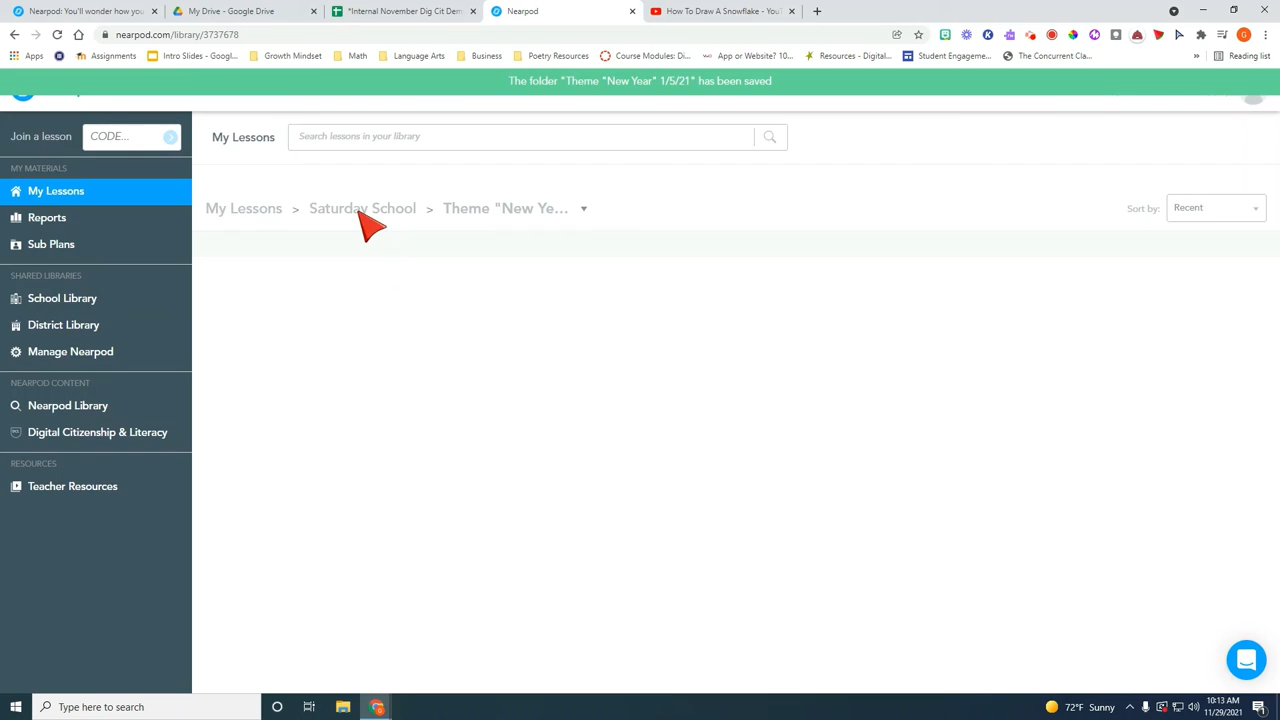 Nearpod: You'll wonder how you
My Drive - Google Drive
"Internal November Dig Cit Dem
Nearpod
How To Draw A Snowflake - You
nearpod.com/library/3737678
G
Apps
Assignments
Intro Slides - Googl...
Growth Mindset
Math
Language Arts
Business
Poetry Resources
Course Modules: Di...
App or Website? 10...
Resources - Digital...
Student Engageme...
The Concurrent Cla...
»
Reading list
The folder "Theme "New Year" 1/5/21" has been saved
Join a lesson
CODE...
My Lessons
Search lessons in your library
MY MATERIALS
My Lessons
Reports
Sub Plans
My Lessons > Saturday School > Theme "New Ye...
Sort by:
Recent
SHARED LIBRARIES
School Library
District Library
Manage Nearpod
NEARPOD CONTENT
Nearpod Library
Digital Citizenship & Literacy
RESOURCES
Teacher Resources
Type here to search
72°F Sunny
10:13 AM
11/29/2021